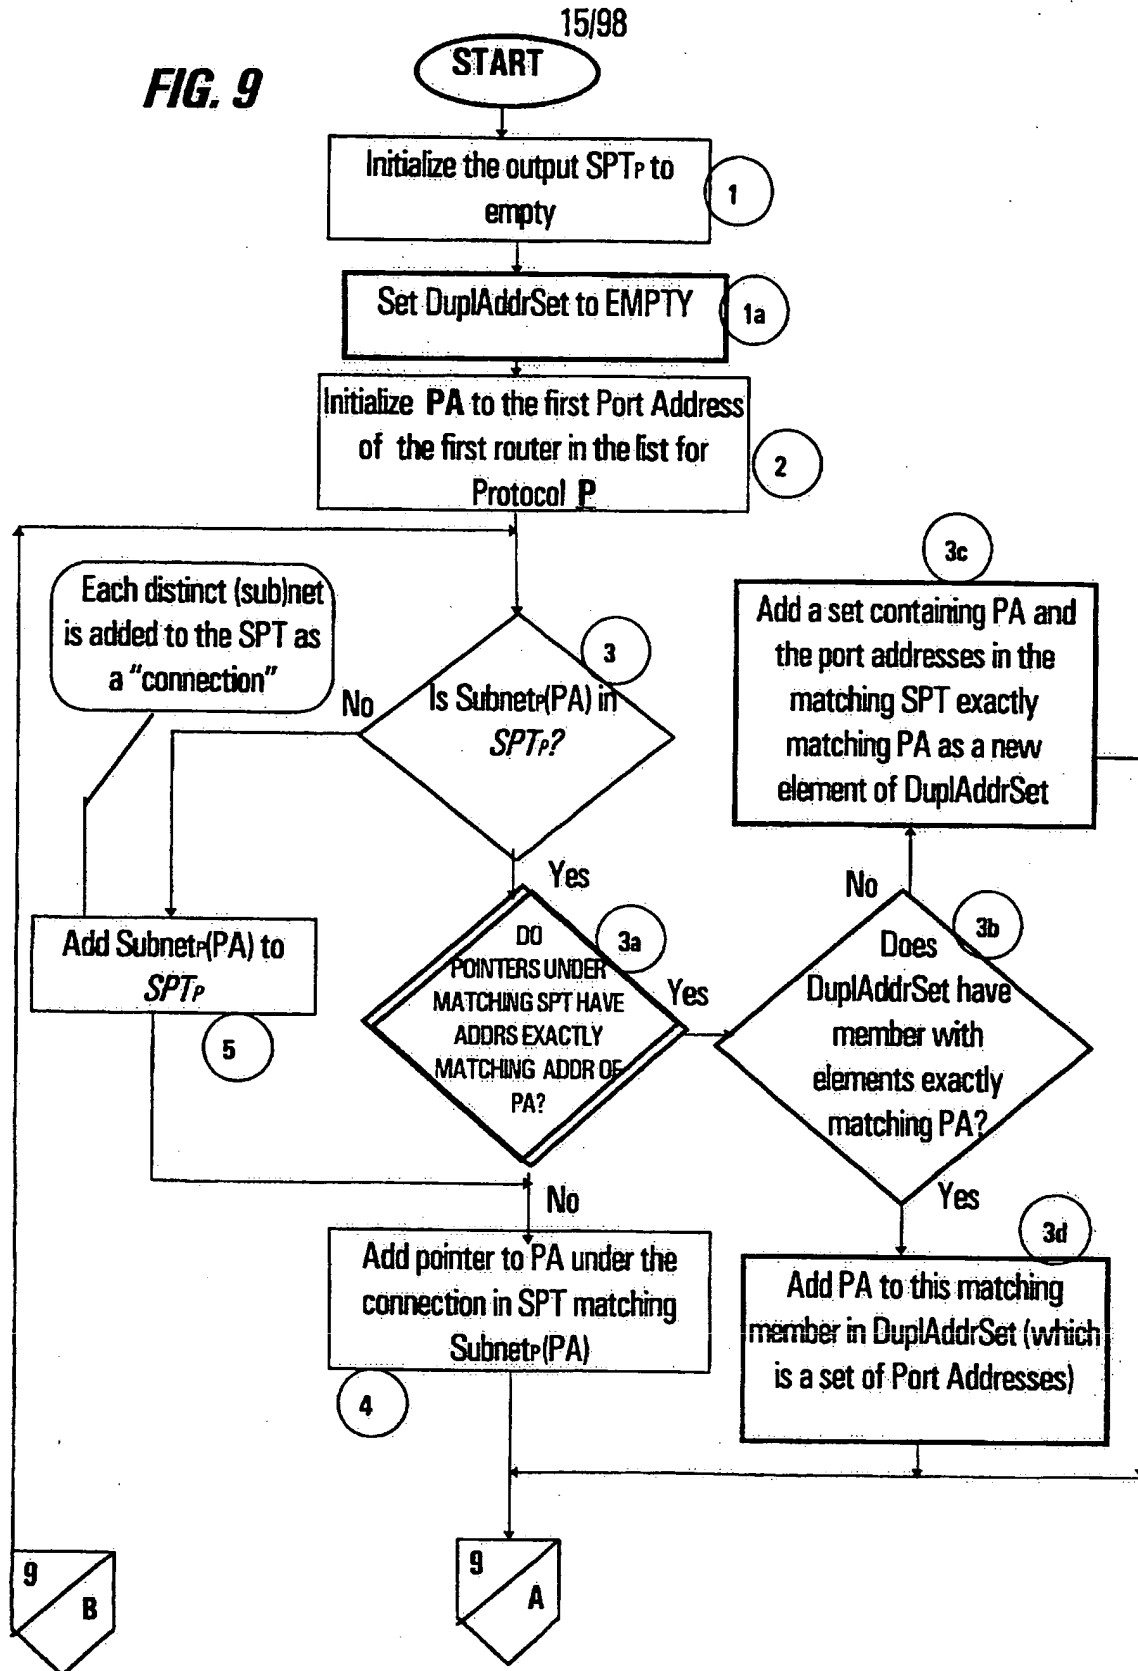 15/98
FIG. 9
START
Initialize the output SPTP to
empty
1
Set DuplAddrSet to EMPTY
1a
Initialize PA to the first Port Address
of the first router in the list for
Protocol P
2
Each distinct (sub)net
is added to the SPT as
a "connection"
3
Is SubnetP(PA) in
SPTP?
No
Yes
3c
Add a set containing PA and
the port addresses in the
matching SPT exactly
matching PA as a new
element of DuplAddrSet
Add SubnetP(PA) to
SPTP
5
3a
DO
POINTERS UNDER
MATCHING SPT HAVE
ADDRS EXACTLY
MATCHING ADDR OF
PA?
Yes
No
3b
Does
DuplAddrSet have
member with
elements exactly
matching PA?
No
Yes
Add pointer to PA under the
connection in SPT matching
SubnetP(PA)
4
3d
Add PA to this matching
member in DuplAddrSet (which
is a set of Port Addresses)
9
B
9
A